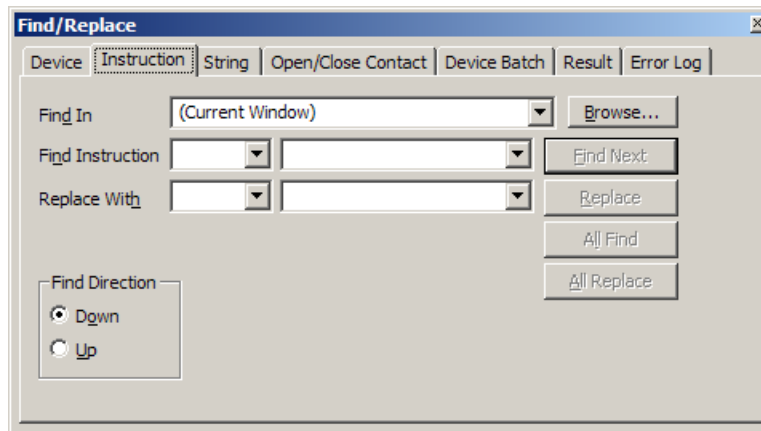 Find/Replace
Device Instruction String Open/Close Contact Device Batch Result Error Log
Find In (Current Window) Browse...
Find Instruction Find Next
Replace With Replace
All Find
Find Direction All Replace
Down
Up